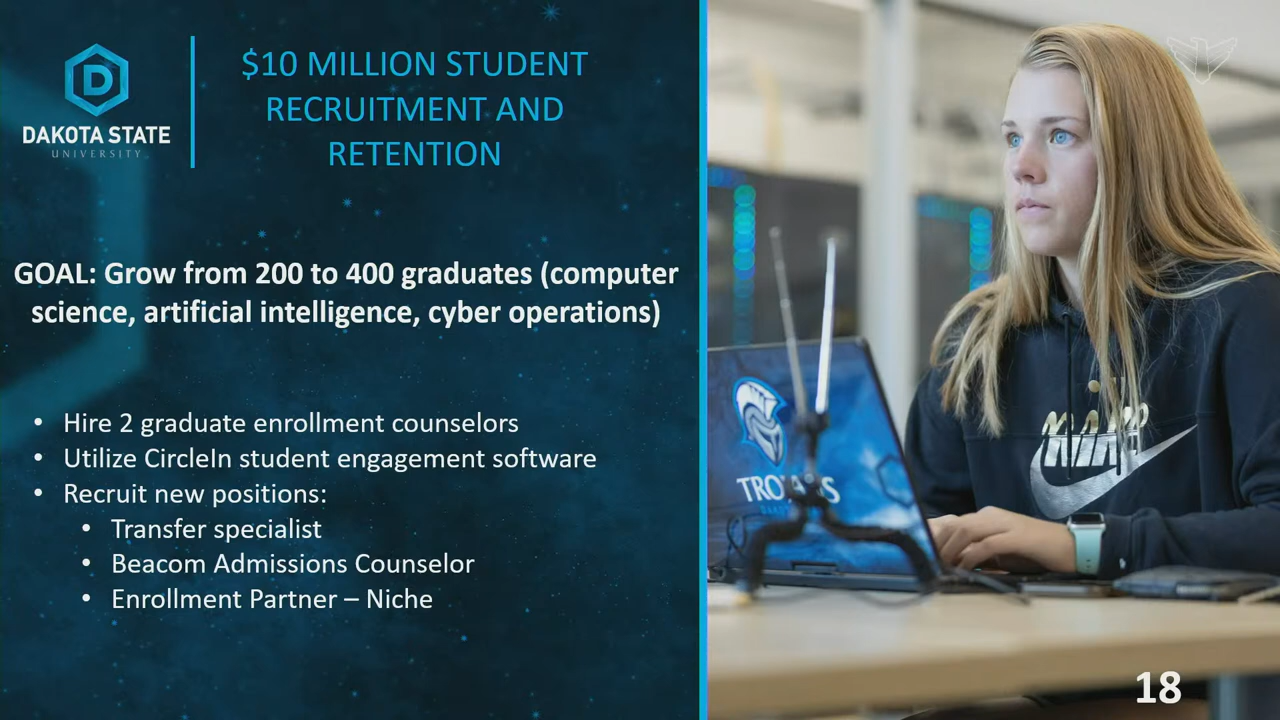 DAKOTA STATE
UNIVERSITY
$10 MILLION STUDENT
RECRUITMENT AND
RETENTION
GOAL: Grow from 200 to 400 graduates (computer
science, artificial intelligence, cyber operations)
• Hire 2 graduate enrollment counselors
• Utilize CircleIn student engagement software
• Recruit new positions:
• Transfer specialist
• Beacom Admissions Counselor
• Enrollment Partner – Niche
TROJANS
NIKE
18